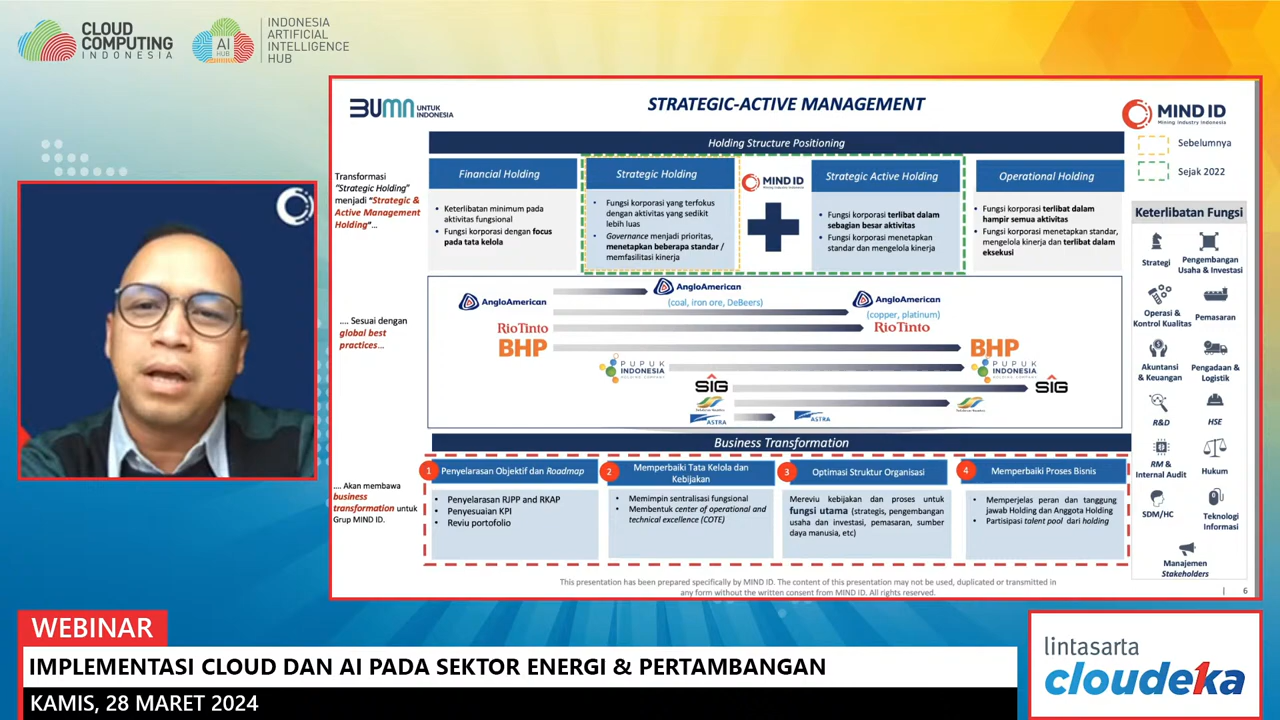 CLOUD
COMPUTING
INDONESIA
AI
HUB
INDONESIA
ARTIFICIAL
INTELLIGENCE
HUB
BUMN UNTUK
INDONESIA
STRATEGIC-ACTIVE MANAGEMENT
MIND ID
Mining Industry Indonesia
Sebelumnya
Sejak 2022
Holding Structure Positioning
Transformasi
"Strategic Holding"
menjadi "Strategic &
Active Management
Holding"...
Financial Holding
• Keterlibatan minimum pada
aktivitas fungsional
• Fungsi korporasi dengan focus
pada tata kelola
Strategic Holding
• Fungsi korporasi yang terfokus
dengan aktivitas yang sedikit
lebih luas
• Governance menjadi prioritas,
menetapkan beberapa standar /
memfasilitasi kinerja
MIND ID
Strategic Active Holding
• Fungsi korporasi terlibat dalam
sebagian besar aktivitas
• Fungsi korporasi menetapkan
standar dan mengelola kinerja
Operational Holding
• Fungsi korporasi terlibat dalam
hampir semua aktivitas
• Fungsi korporasi menetapkan standar,
mengelola kinerja dan terlibat dalam
eksekusi
.... Sesuai dengan
global best
practices...
AngloAmerican
AngloAmerican
(coal, iron ore, DeBeers)
AngloAmerican
(copper, platinum)
RioTinto
RioTinto
BHP
BHP
PUPUK
INDONESIA
HOLDING COMPANY
PUPUK
INDONESIA
HOLDING COMPANY
SIG
SIG
ASTRA
ASTRA
Business Transformation
.... Akan membawa
business
transformation untuk
Grup MIND ID.
1 Penyelarasan Objektif dan Roadmap
• Penyelarasan RJPP and RKAP
• Penyesuaian KPI
• Reviu portofolio
2 Memperbaiki Tata Kelola dan
Kebijakan
• Memimpin sentralisasi fungsional
• Membentuk center of operational and
technical excellence (COTE)
3 Optimasi Struktur Organisasi
Mereviu kebijakan dan proses untuk
fungsi utama (strategis, pengembangan
usaha dan investasi, pemasaran, sumber
daya manusia, etc)
4 Memperbaiki Proses Bisnis
• Memperjelas peran dan tanggung
jawab Holding dan Anggota Holding
• Partisipasi talent pool dari holding
Keterlibatan Fungsi
Strategi
Pengembangan
Usaha & Investasi
Operasi &
Kontrol Kualitas
Pemasaran
Akuntansi
& Keuangan
Pengadaan &
Logistik
R&D
HSE
RM &
Internal Audit
Hukum
SDM/HC
Teknologi
Informasi
Manajemen
Stakeholders
This presentation has been prepared specifically by MIND ID. The content of this presentation may not be used, duplicated or transmitted in
any form without the written consent from MIND ID. All rights reserved.
| 6
WEBINAR
IMPLEMENTASI CLOUD DAN AI PADA SEKTOR ENERGI & PERTAMBANGAN
KAMIS, 28 MARET 2024
lintasarta
cloudeka